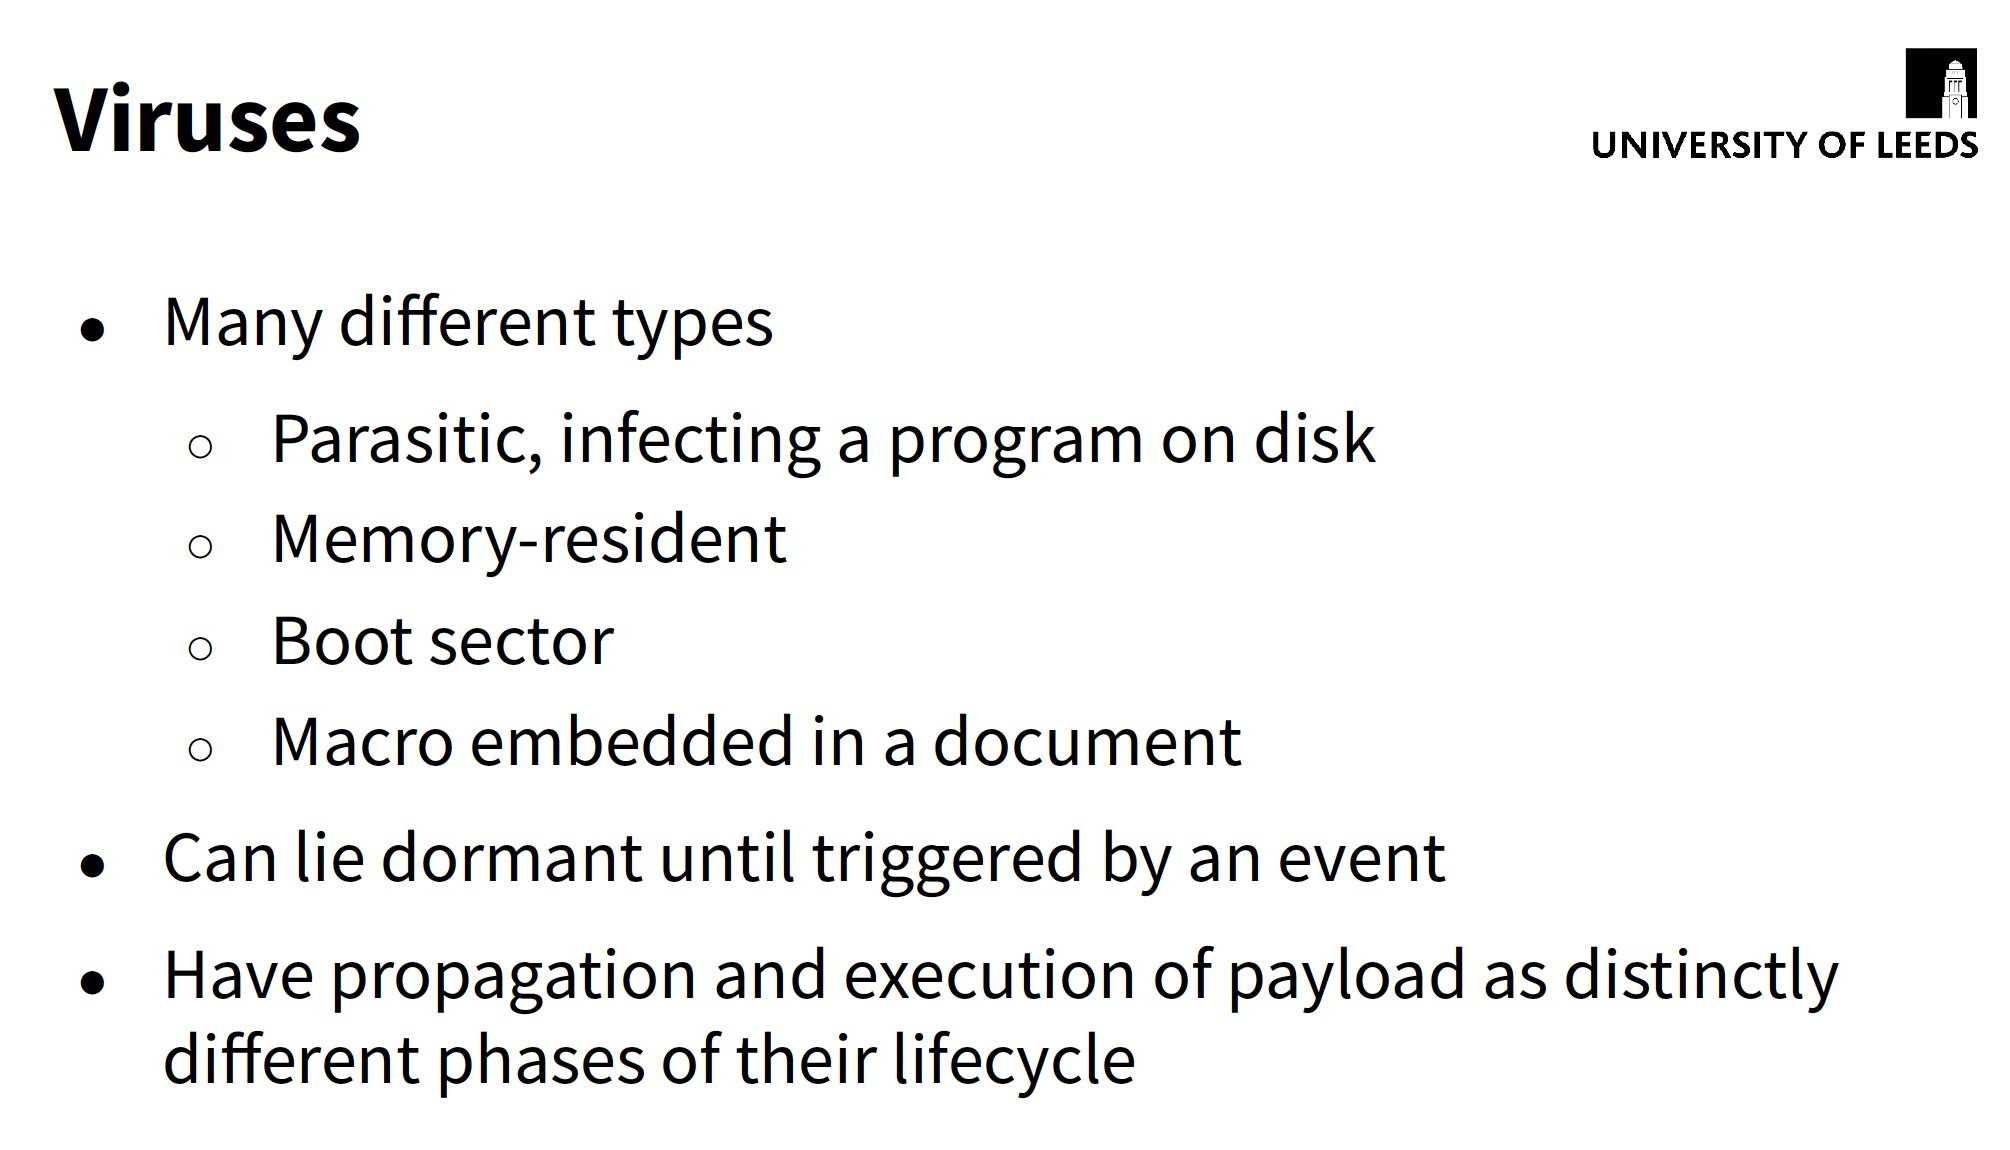 Viruses
UNIVERSITY OF LEEDS
● Many different types
○ Parasitic, infecting a program on disk
○ Memory-resident
○ Boot sector
○ Macro embedded in a document
● Can lie dormant until triggered by an event
● Have propagation and execution of payload as distinctly
different phases of their lifecycle